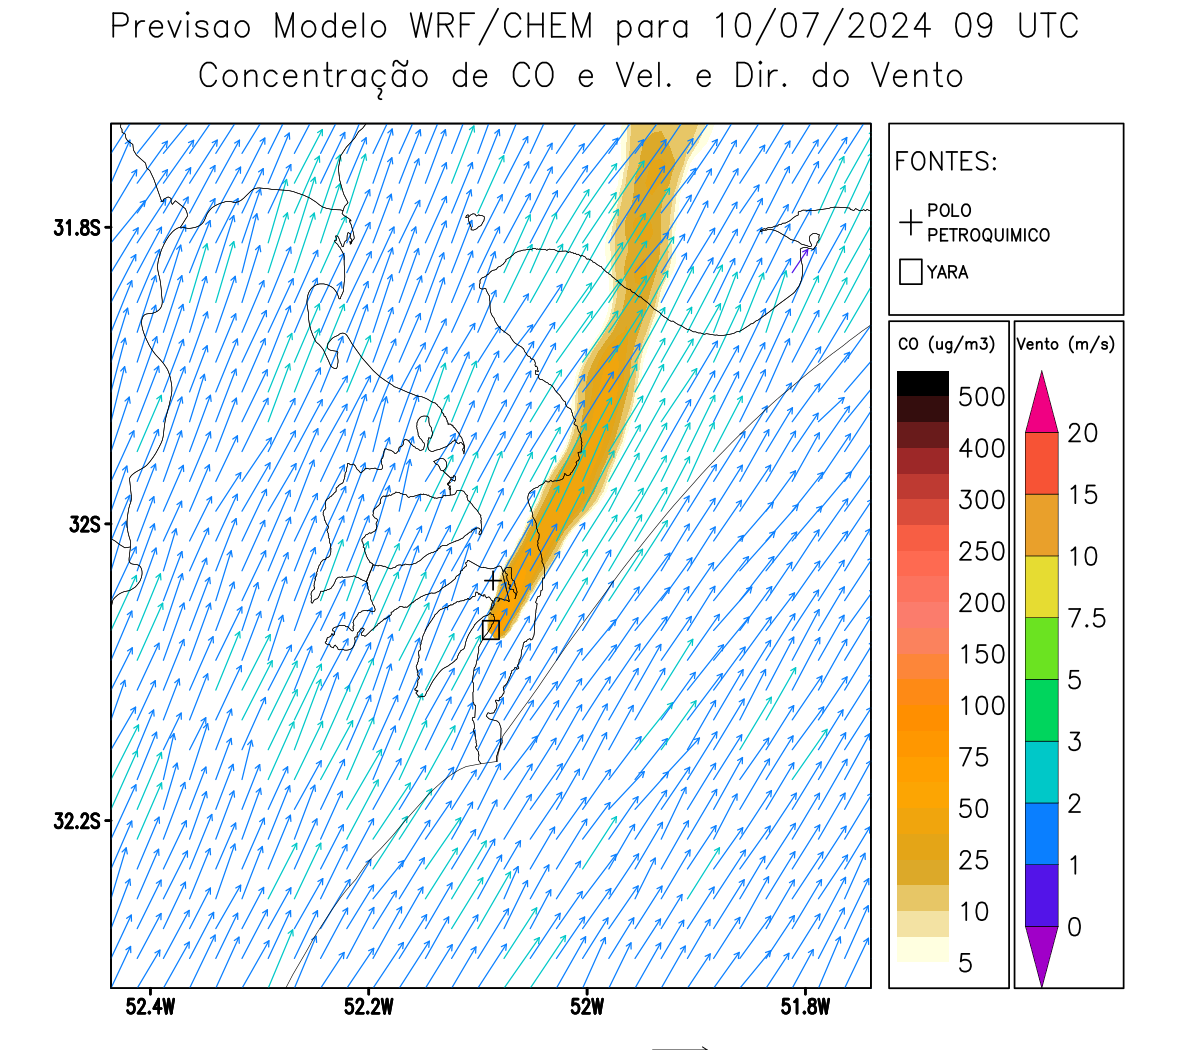 Previsao Modelo WRF/CHEM para 10/07/2024 09 UTC
Concentração de CO e Vel. e Dir. do Vento
FONTES:
POLO
PETROQUIMICO
YARA
31.8S
32S
32.2S
52.4W
52.2W
52W
51.8W
CO (ug/m3)
500
400
300
250
200
150
100
75
50
25
10
5
Vento (m/s)
20
15
10
7.5
5
3
2
1
0